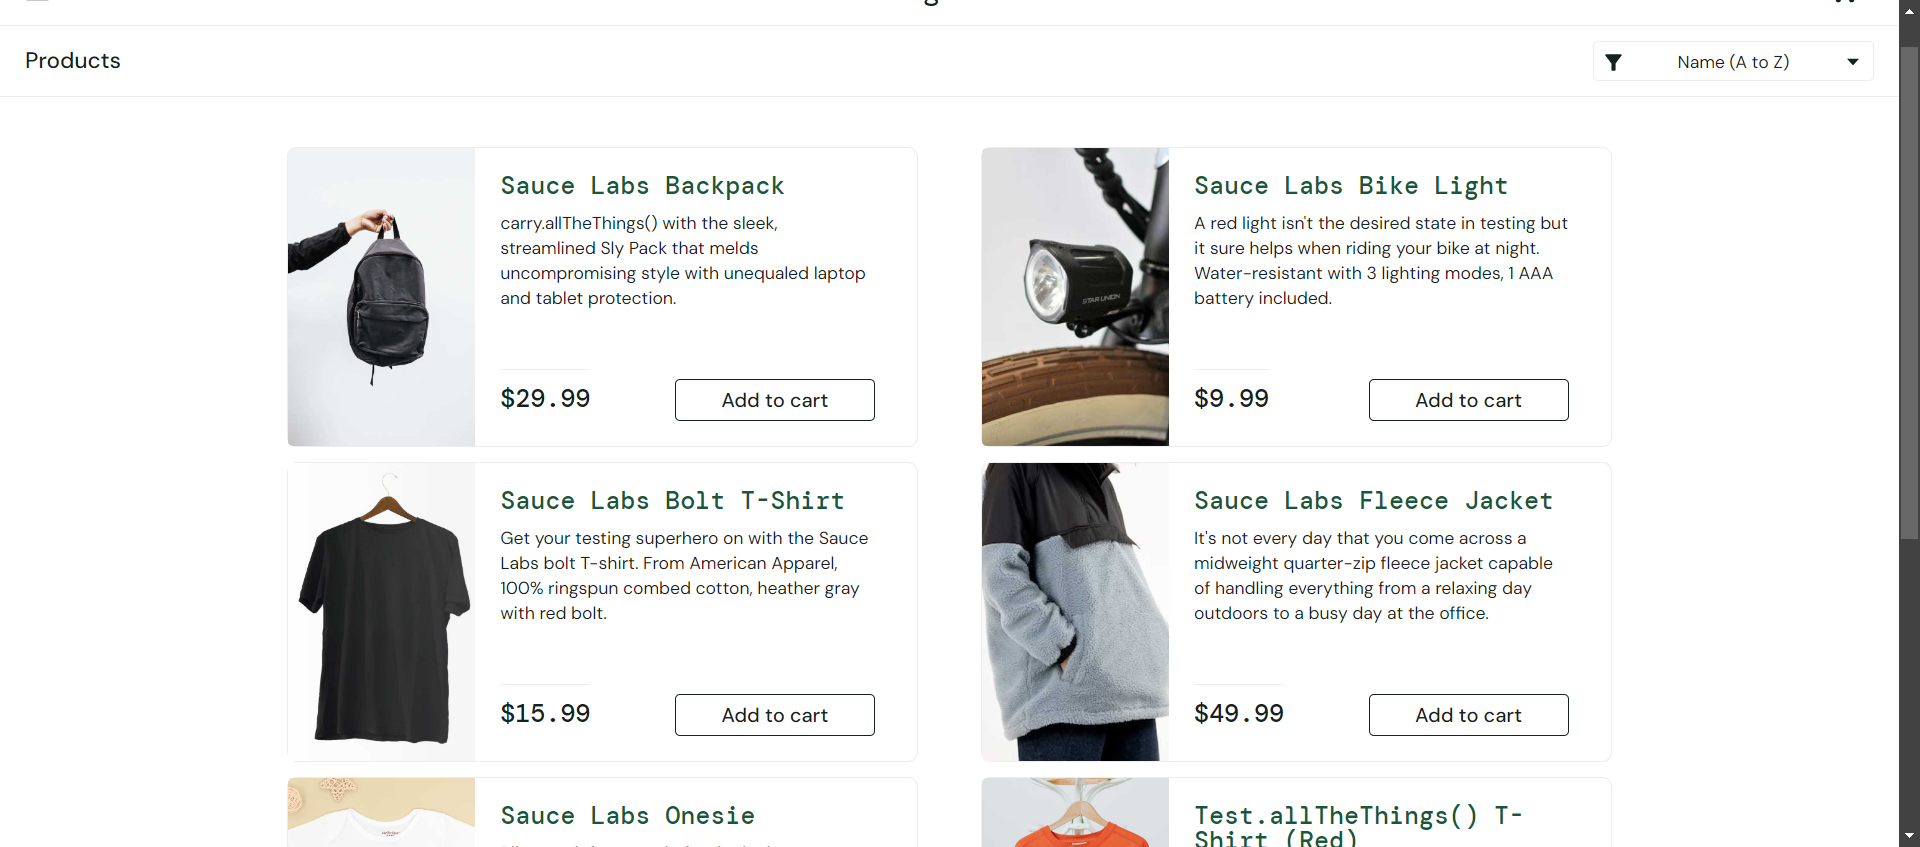 Products
Name (A to Z)
Sauce Labs Backpack
carry.allTheThings() with the sleek,
streamlined Sly Pack that melds
uncompromising style with unequaled laptop
and tablet protection.
$29.99
Add to cart
STAR UNION
Sauce Labs Bike Light
A red light isn't the desired state in testing but
it sure helps when riding your bike at night.
Water-resistant with 3 lighting modes, 1 AAA
battery included.
$9.99
Add to cart
Sauce Labs Bolt T-Shirt
Get your testing superhero on with the Sauce
Labs bolt T-shirt. From American Apparel,
100% ringspun combed cotton, heather gray
with red bolt.
$15.99
Add to cart
Sauce Labs Fleece Jacket
It's not every day that you come across a
midweight quarter-zip fleece jacket capable
of handling everything from a relaxing day
outdoors to a busy day at the office.
$49.99
Add to cart
Sauce Labs Onesie
Test.allTheThings() T-
Shirt (Red)